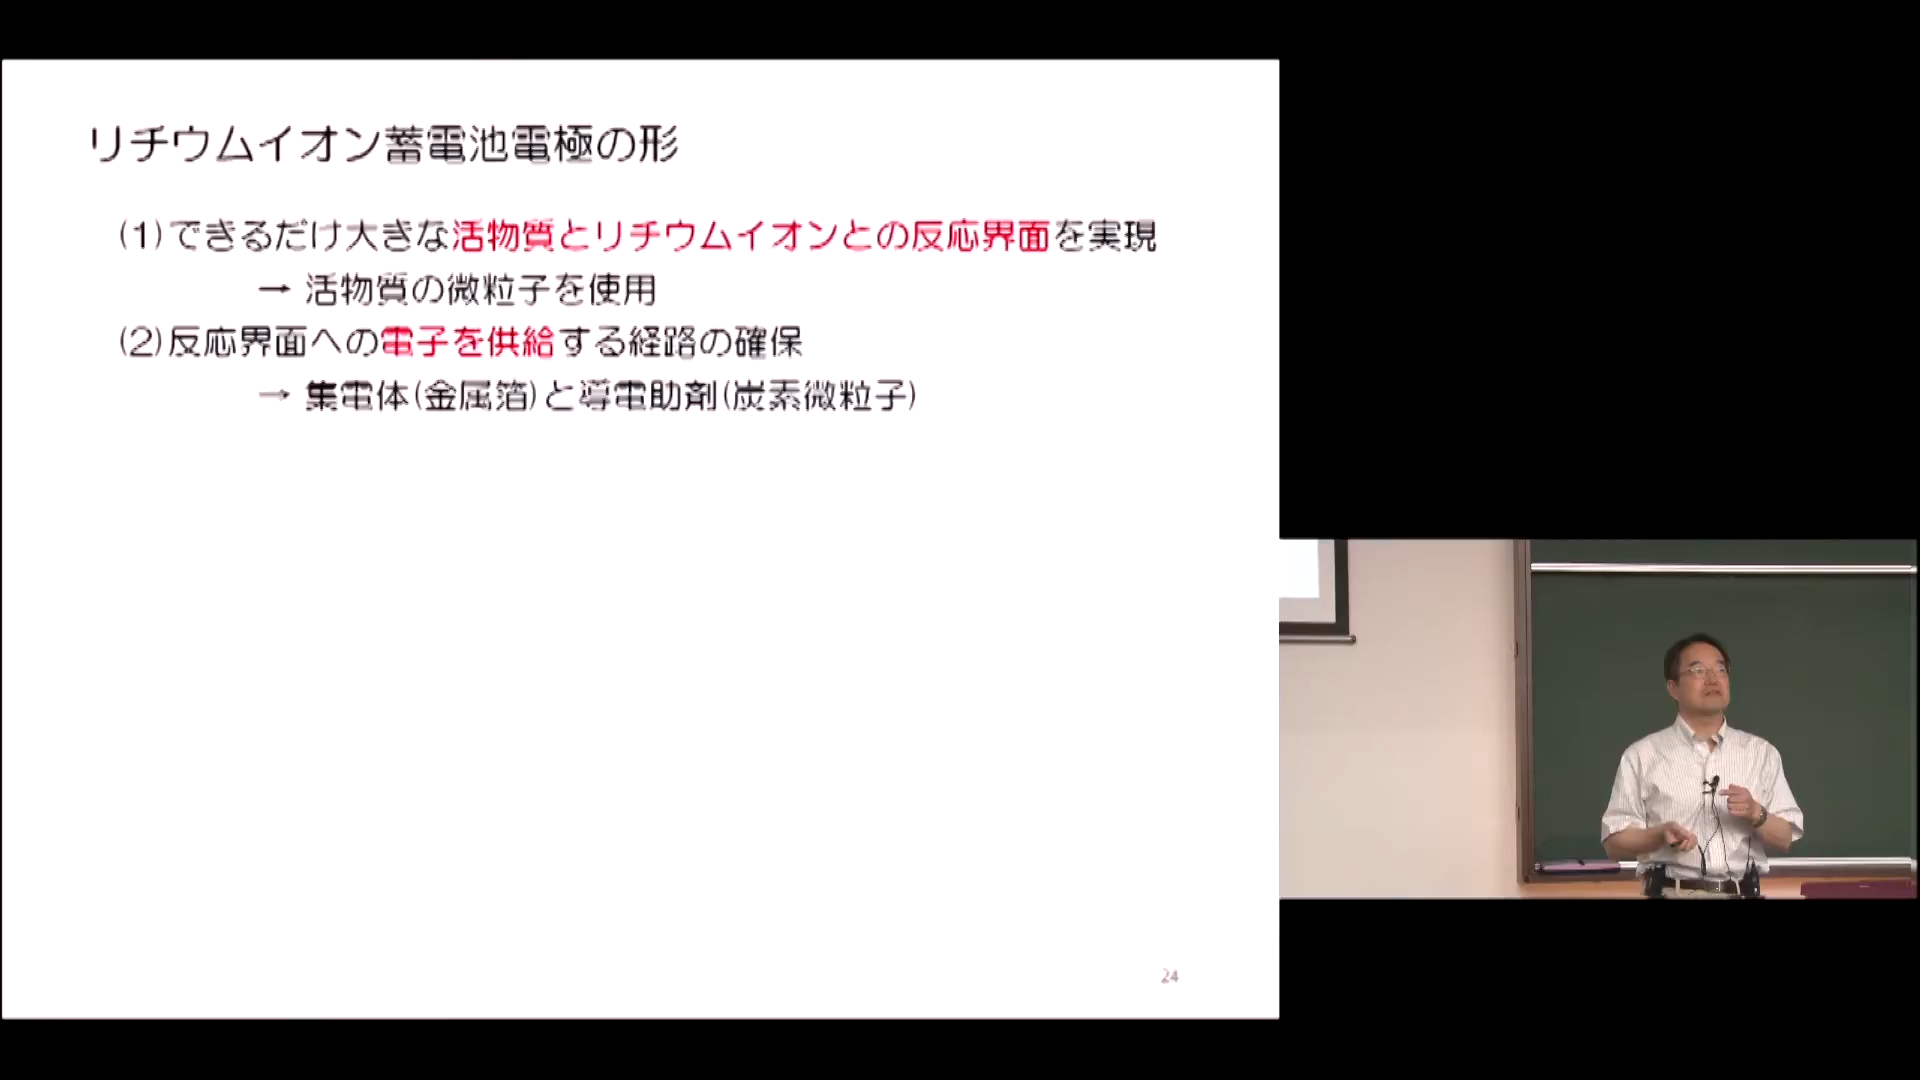 リチウムイオン蓄電池電極の形
(1)できるだけ大きな活物質とリチウムイオンとの反応界面を実現
→ 活物質の微粒子を使用
(2)反応界面への電子を供給する経路の確保
→ 集電体(金属箔)と導電助剤(炭素微粒子)
24